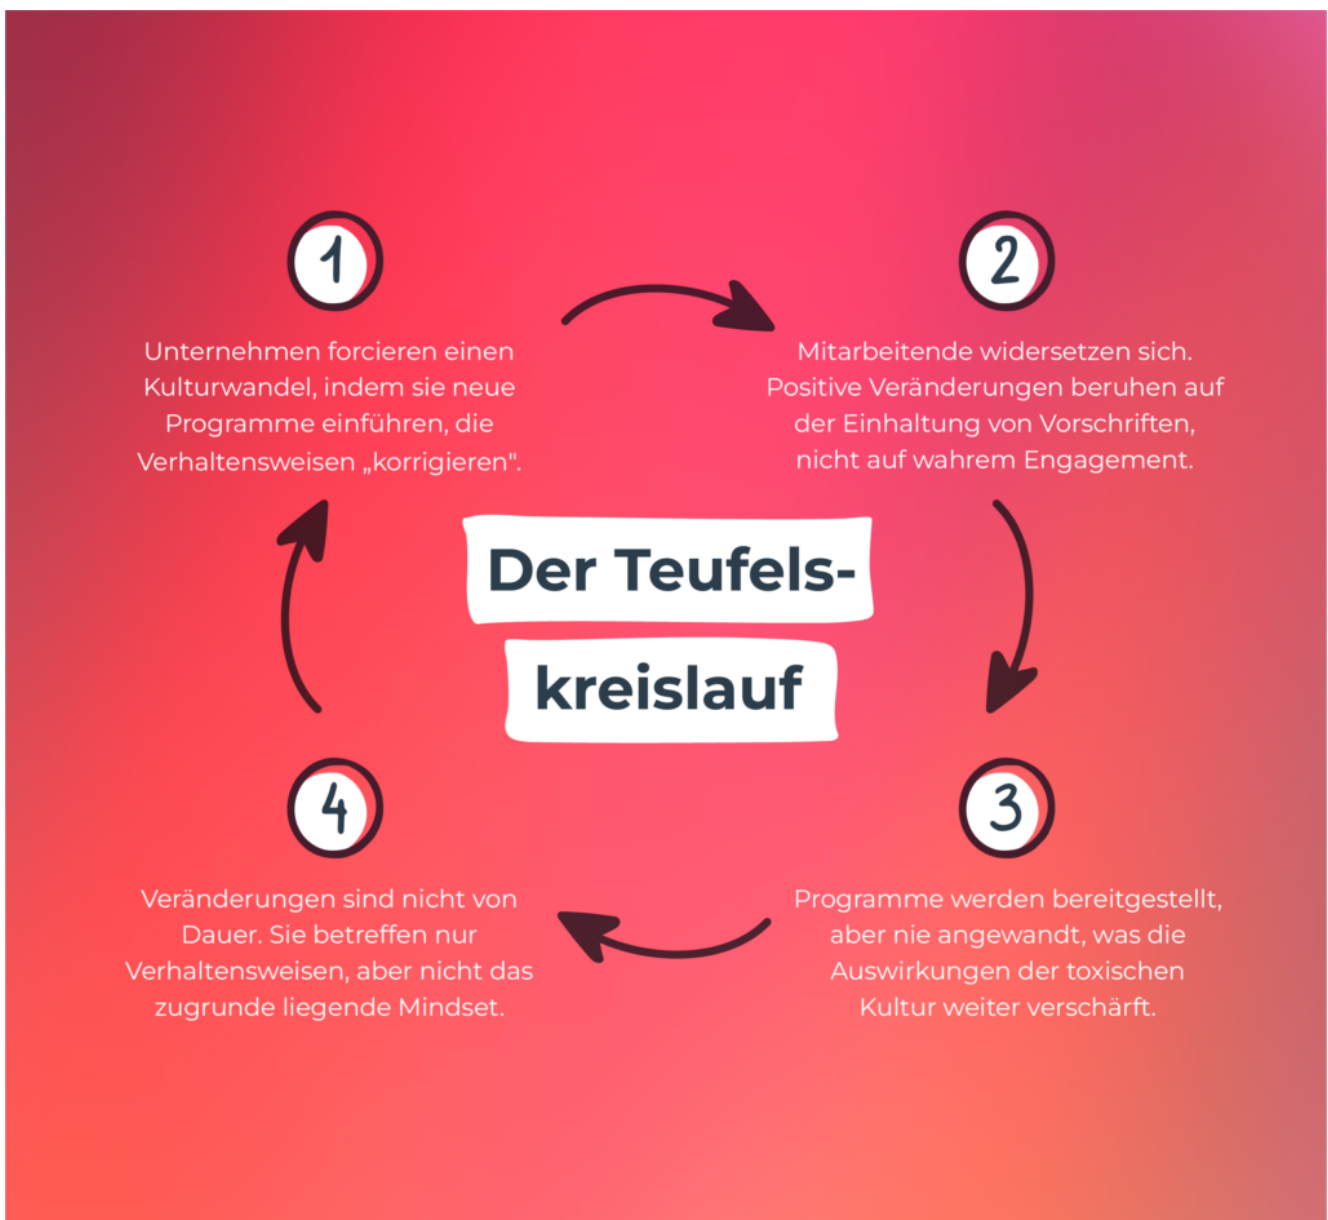 1
Unternehmen forcieren einen
Kulturwandel, indem sie neue
Programme einführen, die
Verhaltensweisen „korrigieren".
2
Mitarbeitende widersetzen sich.
Positive Veränderungen beruhen auf
der Einhaltung von Vorschriften,
nicht auf wahrem Engagement.
Der Teufels-
kreislauf
3
Programme werden bereitgestellt,
aber nie angewandt, was die
Auswirkungen der toxischen
Kultur weiter verschärft.
4
Veränderungen sind nicht von
Dauer. Sie betreffen nur
Verhaltensweisen, aber nicht das
zugrunde liegende Mindset.